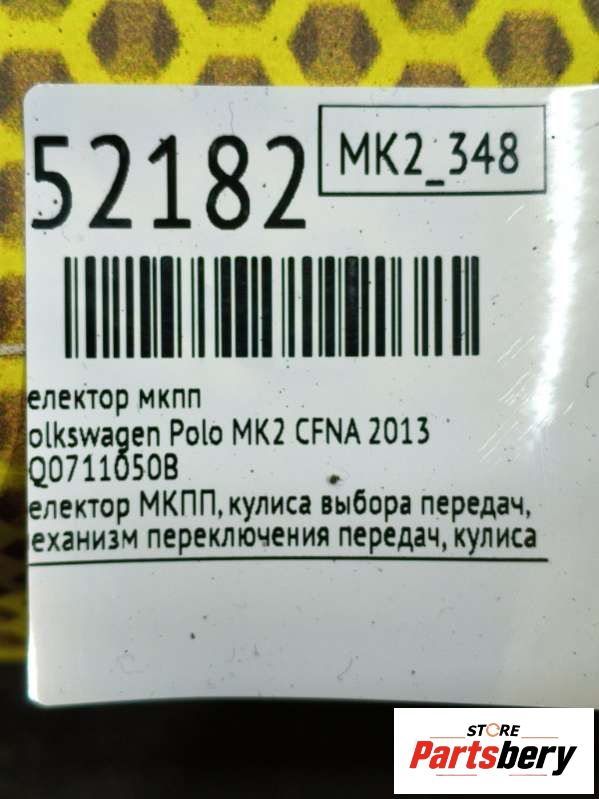 52182
MK2_348
електор мкпп
olkswagen Polo MK2 CFNA 2013
Q0711050B
електор МКПП, кулиса выбора передач,
еханизм переключения передач, кулиса
STORE
Partsbery